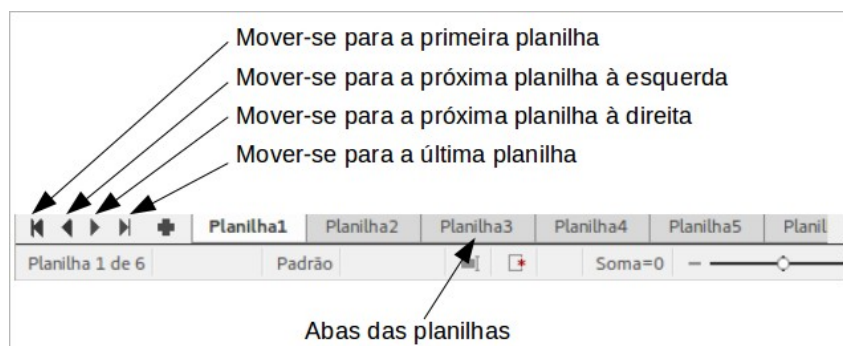 Mover-se para a primeira planilha
Mover-se para a próxima planilha à esquerda
Mover-se para a próxima planilha à direita
Mover-se para a última planilha
Planilha1 Planilha2 Planilha3 Planilha4 Planilha5 Planil
Planilha 1 de 6 Padrão Soma=0
Abas das planilhas